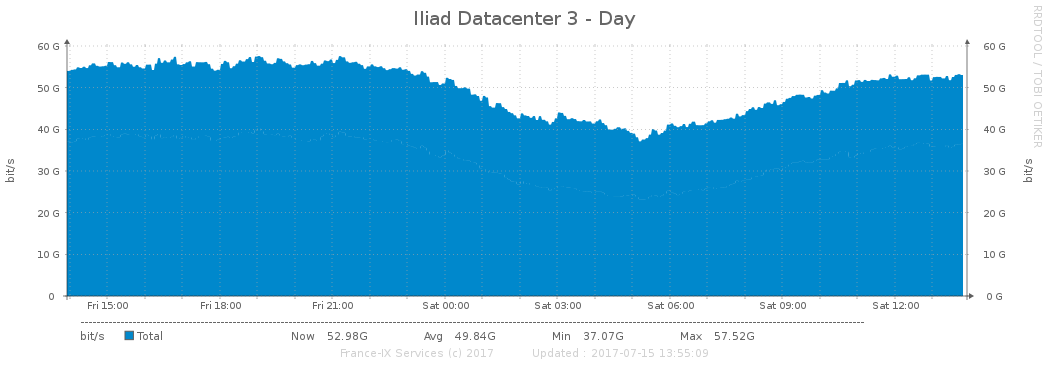 Iliad Datacenter 3 - Day
RRDTOOL / TOBI OETIKER
60 G 60 G
50 G 50 G
40 G 40 G
30 G 30 G
20 G 20 G
10 G 10 G
0 0 G
bit/s bit/s
Fri 15:00 Fri 18:00 Fri 21:00 Sat 00:00 Sat 03:00 Sat 06:00 Sat 09:00 Sat 12:00
bit/s Total Now 52.98G Avg 49.84G Min 37.07G Max 57.52G
France-IX Services (c) 2017 Updated : 2017-07-15 13:55:09